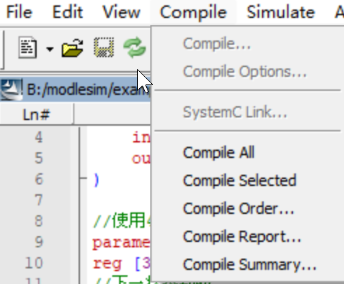 File Edit View Compile Simulate
Compile...
Compile Options...
SystemC Link...
Compile All
Compile Selected
Compile Order...
Compile Report...
Compile Summary...
B:/modlesim/exam
Ln#
4 in
5 ou
6 )
7
8 //使用4
9 parame
10 reg [3
11